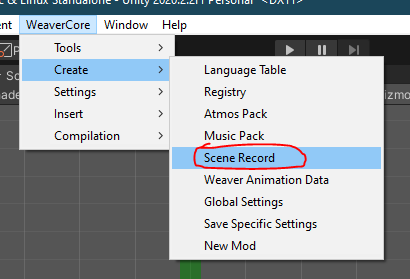 & Linux Standalone - Unity 2020.2.2f1 Personal <DX11>
ent WeaverCore Window Help
Tools >
Create >
Settings >
Insert >
Compilation >
Language Table
Registry
Atmos Pack
Music Pack
Scene Record
Weaver Animation Data
Global Settings
Save Specific Settings
New Mod